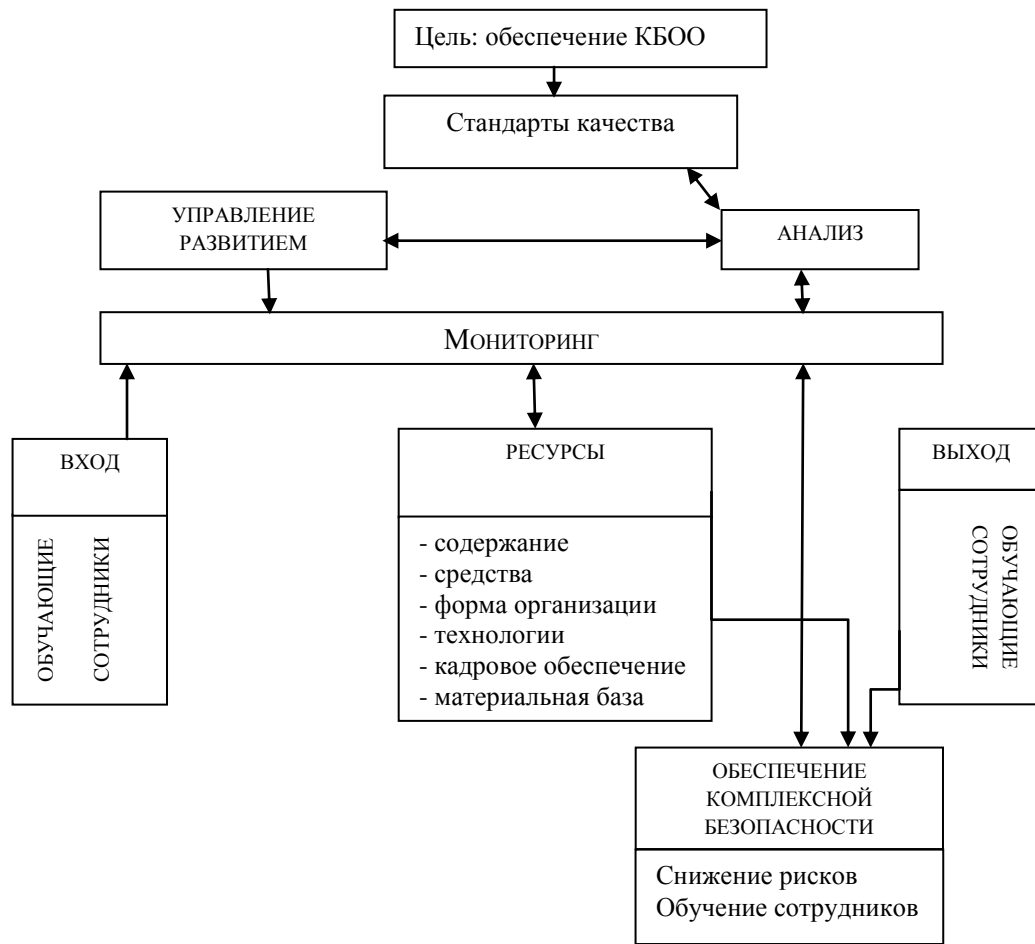 Цель: обеспечение КБОО
Стандарты качества
УПРАВЛЕНИЕ
РАЗВИТИЕМ
АНАЛИЗ
МОНИТОРИНГ
ВХОД
ОБУЧАЮЩИЕ
СОТРУДНИКИ
РЕСУРСЫ
- содержание
- средства
- форма организации
- технологии
- кадровое обеспечение
- материальная база
ВЫХОД
ОБУЧАЮЩИЕ
СОТРУДНИКИ
ОБЕСПЕЧЕНИЕ
КОМПЛЕКСНОЙ
БЕЗОПАСНОСТИ
Снижение рисков
Обучение сотрудников